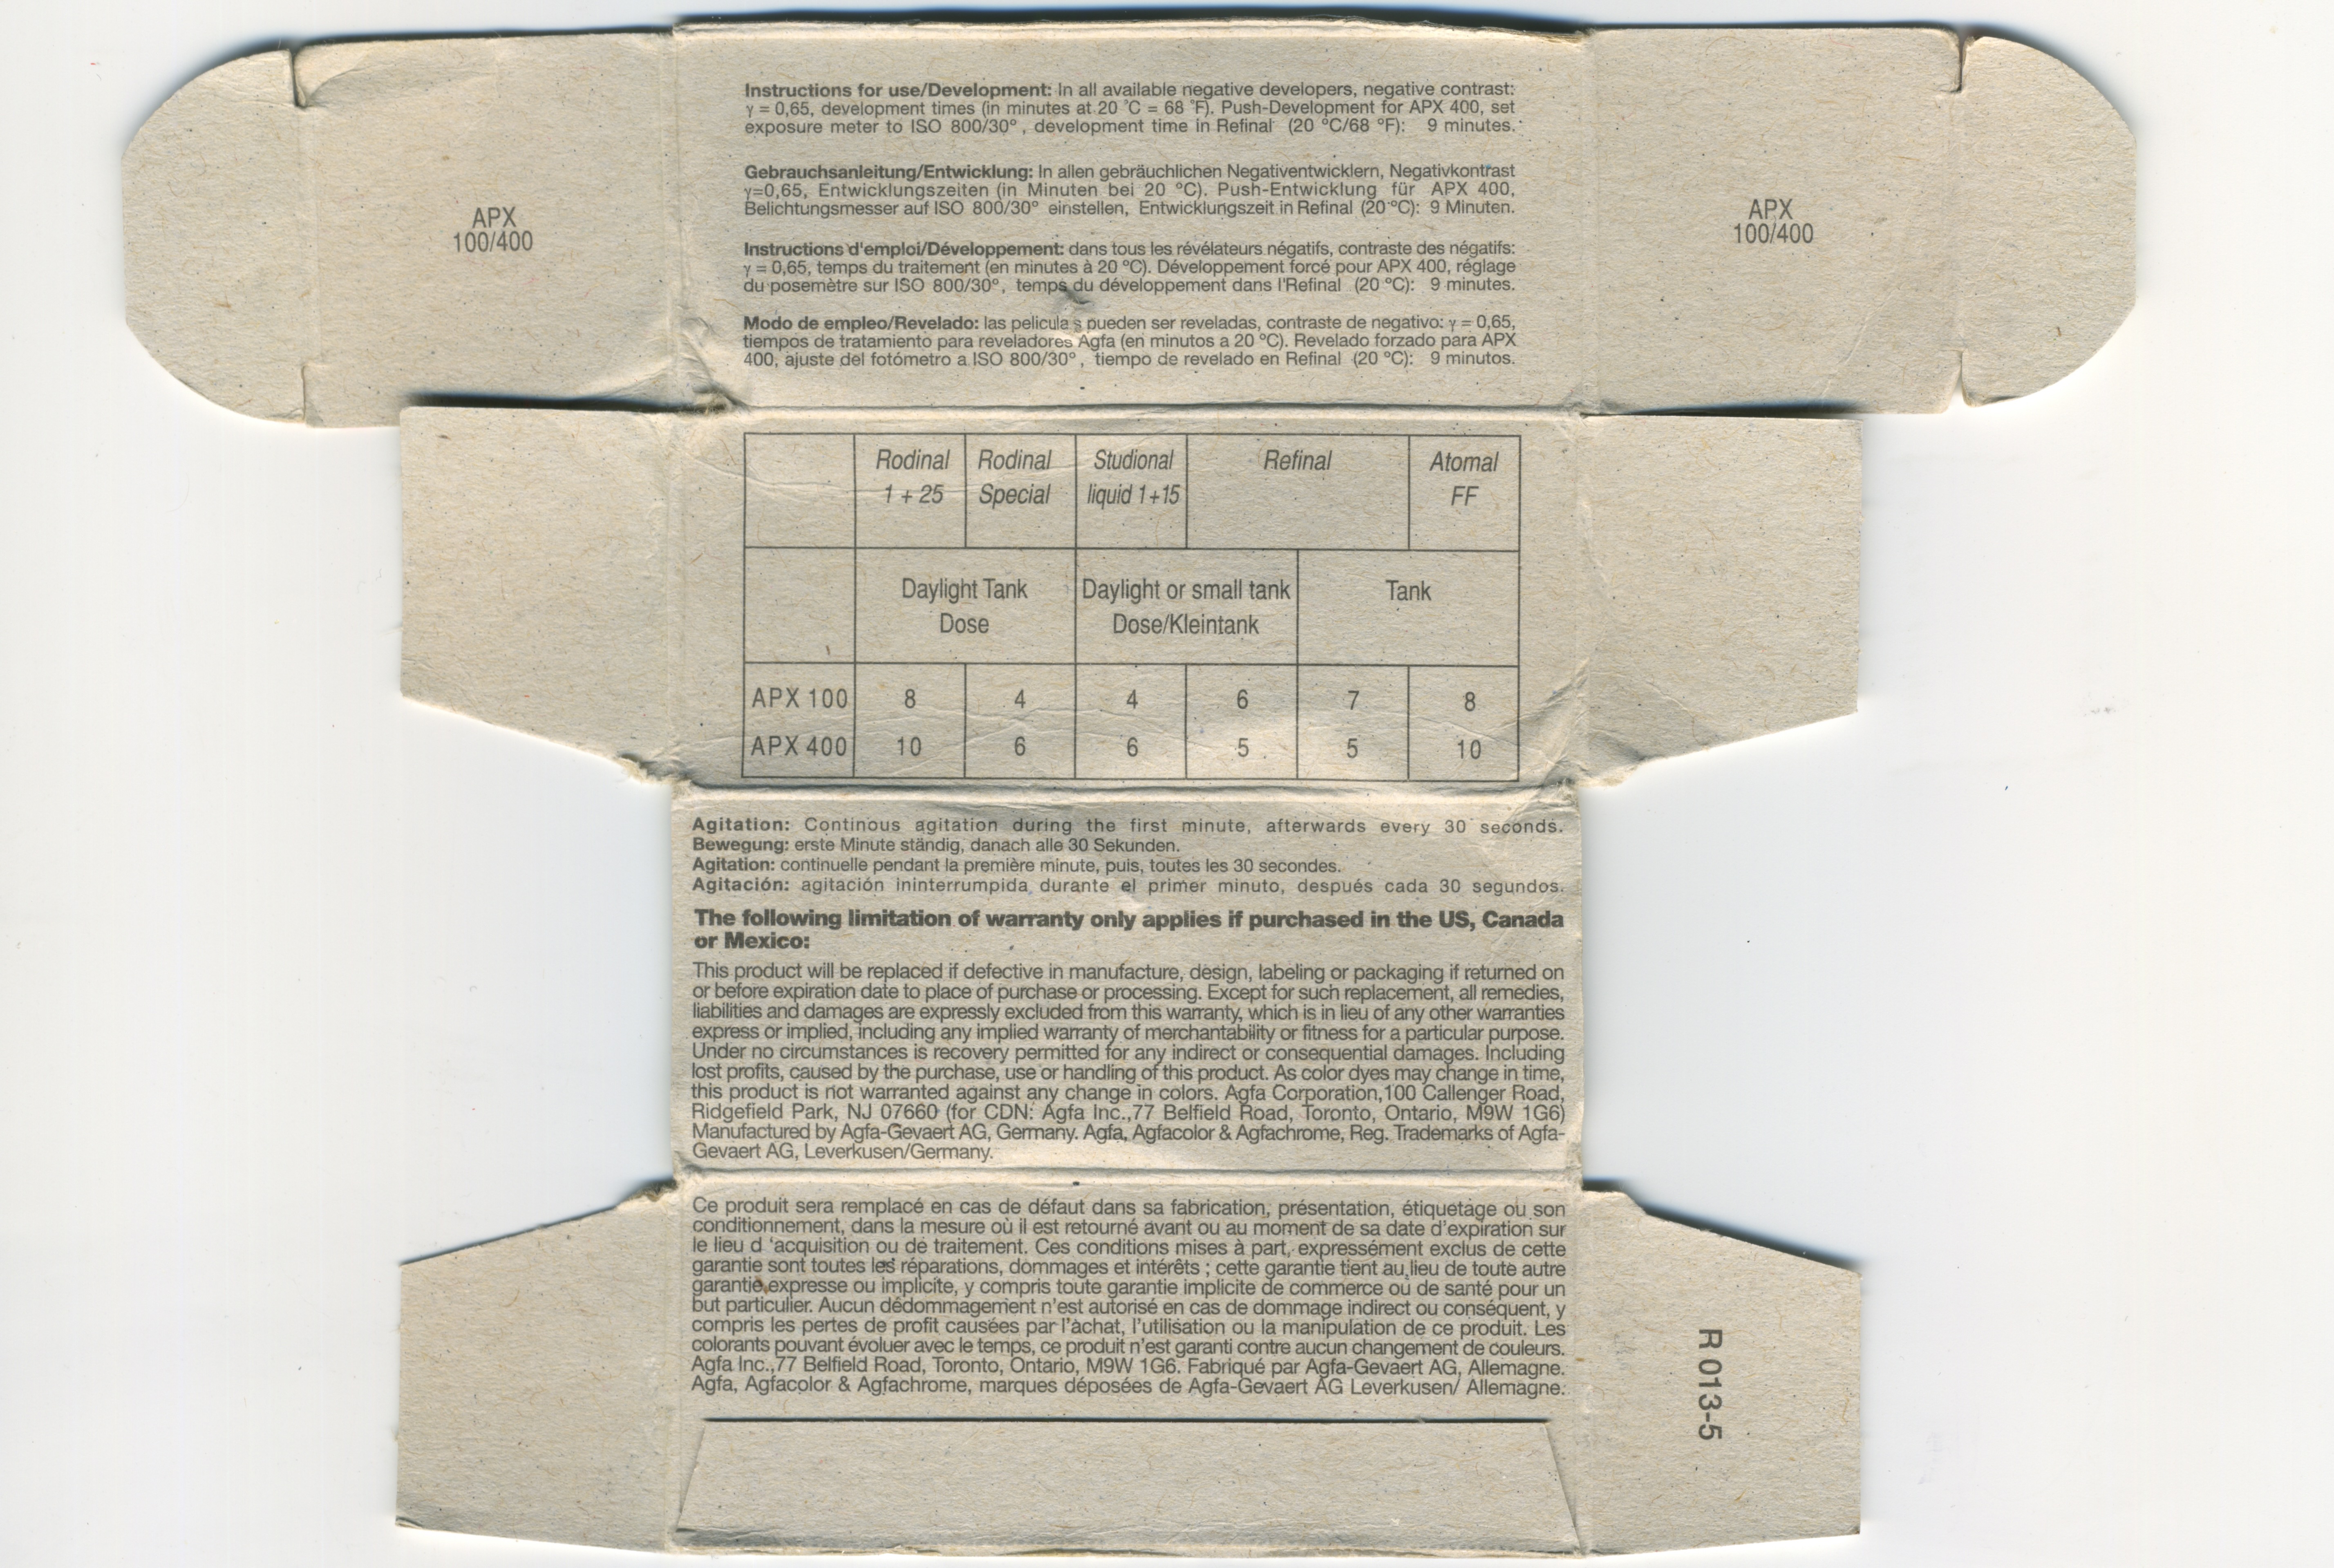 Instructions for use/Development: In all available negative developers, negative contrast:
γ = 0,65, development times (in minutes at 20 °C = 68 °F). Push-Development for APX 400, set
exposure meter to ISO 800/30°, development time in Refinal (20 °C/68 °F): 9 minutes.
Gebrauchsanleitung/Entwicklung: In allen gebräuchlichen Negativentwicklern, Negativkontrast
γ=0,65, Entwicklungszeiten (in Minuten bei 20 °C). Push-Entwicklung für APX 400,
Belichtungsmesser auf ISO 800/30° einstellen, Entwicklungszeit in Refinal (20 °C): 9 Minuten.
Instructions d'emploi/Développement: dans tous les révélateurs négatifs, contraste des négatifs:
γ = 0,65, temps du traitement (en minutes à 20 °C). Développement forcé pour APX 400, réglage
du posemètre sur ISO 800/30°, temps du développement dans l'Refinal (20 °C): 9 minutes.
Modo de empleo/Revelado: las pelicula s pueden ser reveladas, contraste de negativo: γ = 0,65,
tiempos de tratamiento para reveladores Agfa (en minutos a 20 °C). Revelado forzado para APX
400, ajuste del fotómetro a ISO 800/30°, tiempo de revelado en Refinal (20 °C): 9 minutos.
APX
100/400
APX
100/400
Rodinal Rodinal Studional Refinal Atomal
1 + 25 Special liquid 1+15 FF
Daylight Tank Daylight or small tank Tank
Dose Dose/Kleintank
APX 100 8 4 4 6 7 8
APX 400 10 6 6 5 5 10
Agitation: Continous agitation during the first minute, afterwards every 30 seconds.
Bewegung: erste Minute ständig, danach alle 30 Sekunden.
Agitation: continuelle pendant la première minute, puis, toutes les 30 secondes.
Agitación: agitación ininterrumpida durante el primer minuto, después cada 30 segundos.
The following limitation of warranty only applies if purchased in the US, Canada
or Mexico:
This product will be replaced if defective in manufacture, design, labeling or packaging if returned on
or before expiration date to place of purchase or processing. Except for such replacement, all remedies,
liabilities and damages are expressly excluded from this warranty, which is in lieu of any other warranties
express or implied, including any implied warranty of merchantability or fitness for a particular purpose.
Under no circumstances is recovery permitted for any indirect or consequential damages. Including
lost profits, caused by the purchase, use or handling of this product. As color dyes may change in time,
this product is not warranted against any change in colors. Agfa Corporation,100 Callenger Road,
Ridgefield Park, NJ 07660 (for CDN: Agfa Inc.,77 Belfield Road, Toronto, Ontario, M9W 1G6)
Manufactured by Agfa-Gevaert AG, Germany. Agfa, Agfacolor & Agfachrome, Reg. Trademarks of Agfa-
Gevaert AG, Leverkusen/Germany.
Ce produit sera remplacé en cas de défaut dans sa fabrication, présentation, étiquetage ou son
conditionnement, dans la mesure où il est retourné avant ou au moment de sa date d'expiration sur
le lieu d 'acquisition ou de traitement. Ces conditions mises à part, expressément exclus de cette
garantie sont toutes les réparations, dommages et intérêts ; cette garantie tient au lieu de toute autre
garantie expresse ou implicite, y compris toute garantie implicite de commerce ou de santé pour un
but particulier. Aucun dédommagement n'est autorisé en cas de dommage indirect ou conséquent, y
compris les pertes de profit causées par l'achat, l'utilisation ou la manipulation de ce produit. Les
colorants pouvant évoluer avec le temps, ce produit n'est garanti contre aucun changement de couleurs.
Agfa Inc.,77 Belfield Road, Toronto, Ontario, M9W 1G6. Fabriqué par Agfa-Gevaert AG, Allemagne.
Agfa, Agfacolor & Agfachrome, marques déposées de Agfa-Gevaert AG Leverkusen/ Allemagne.
R 013-5